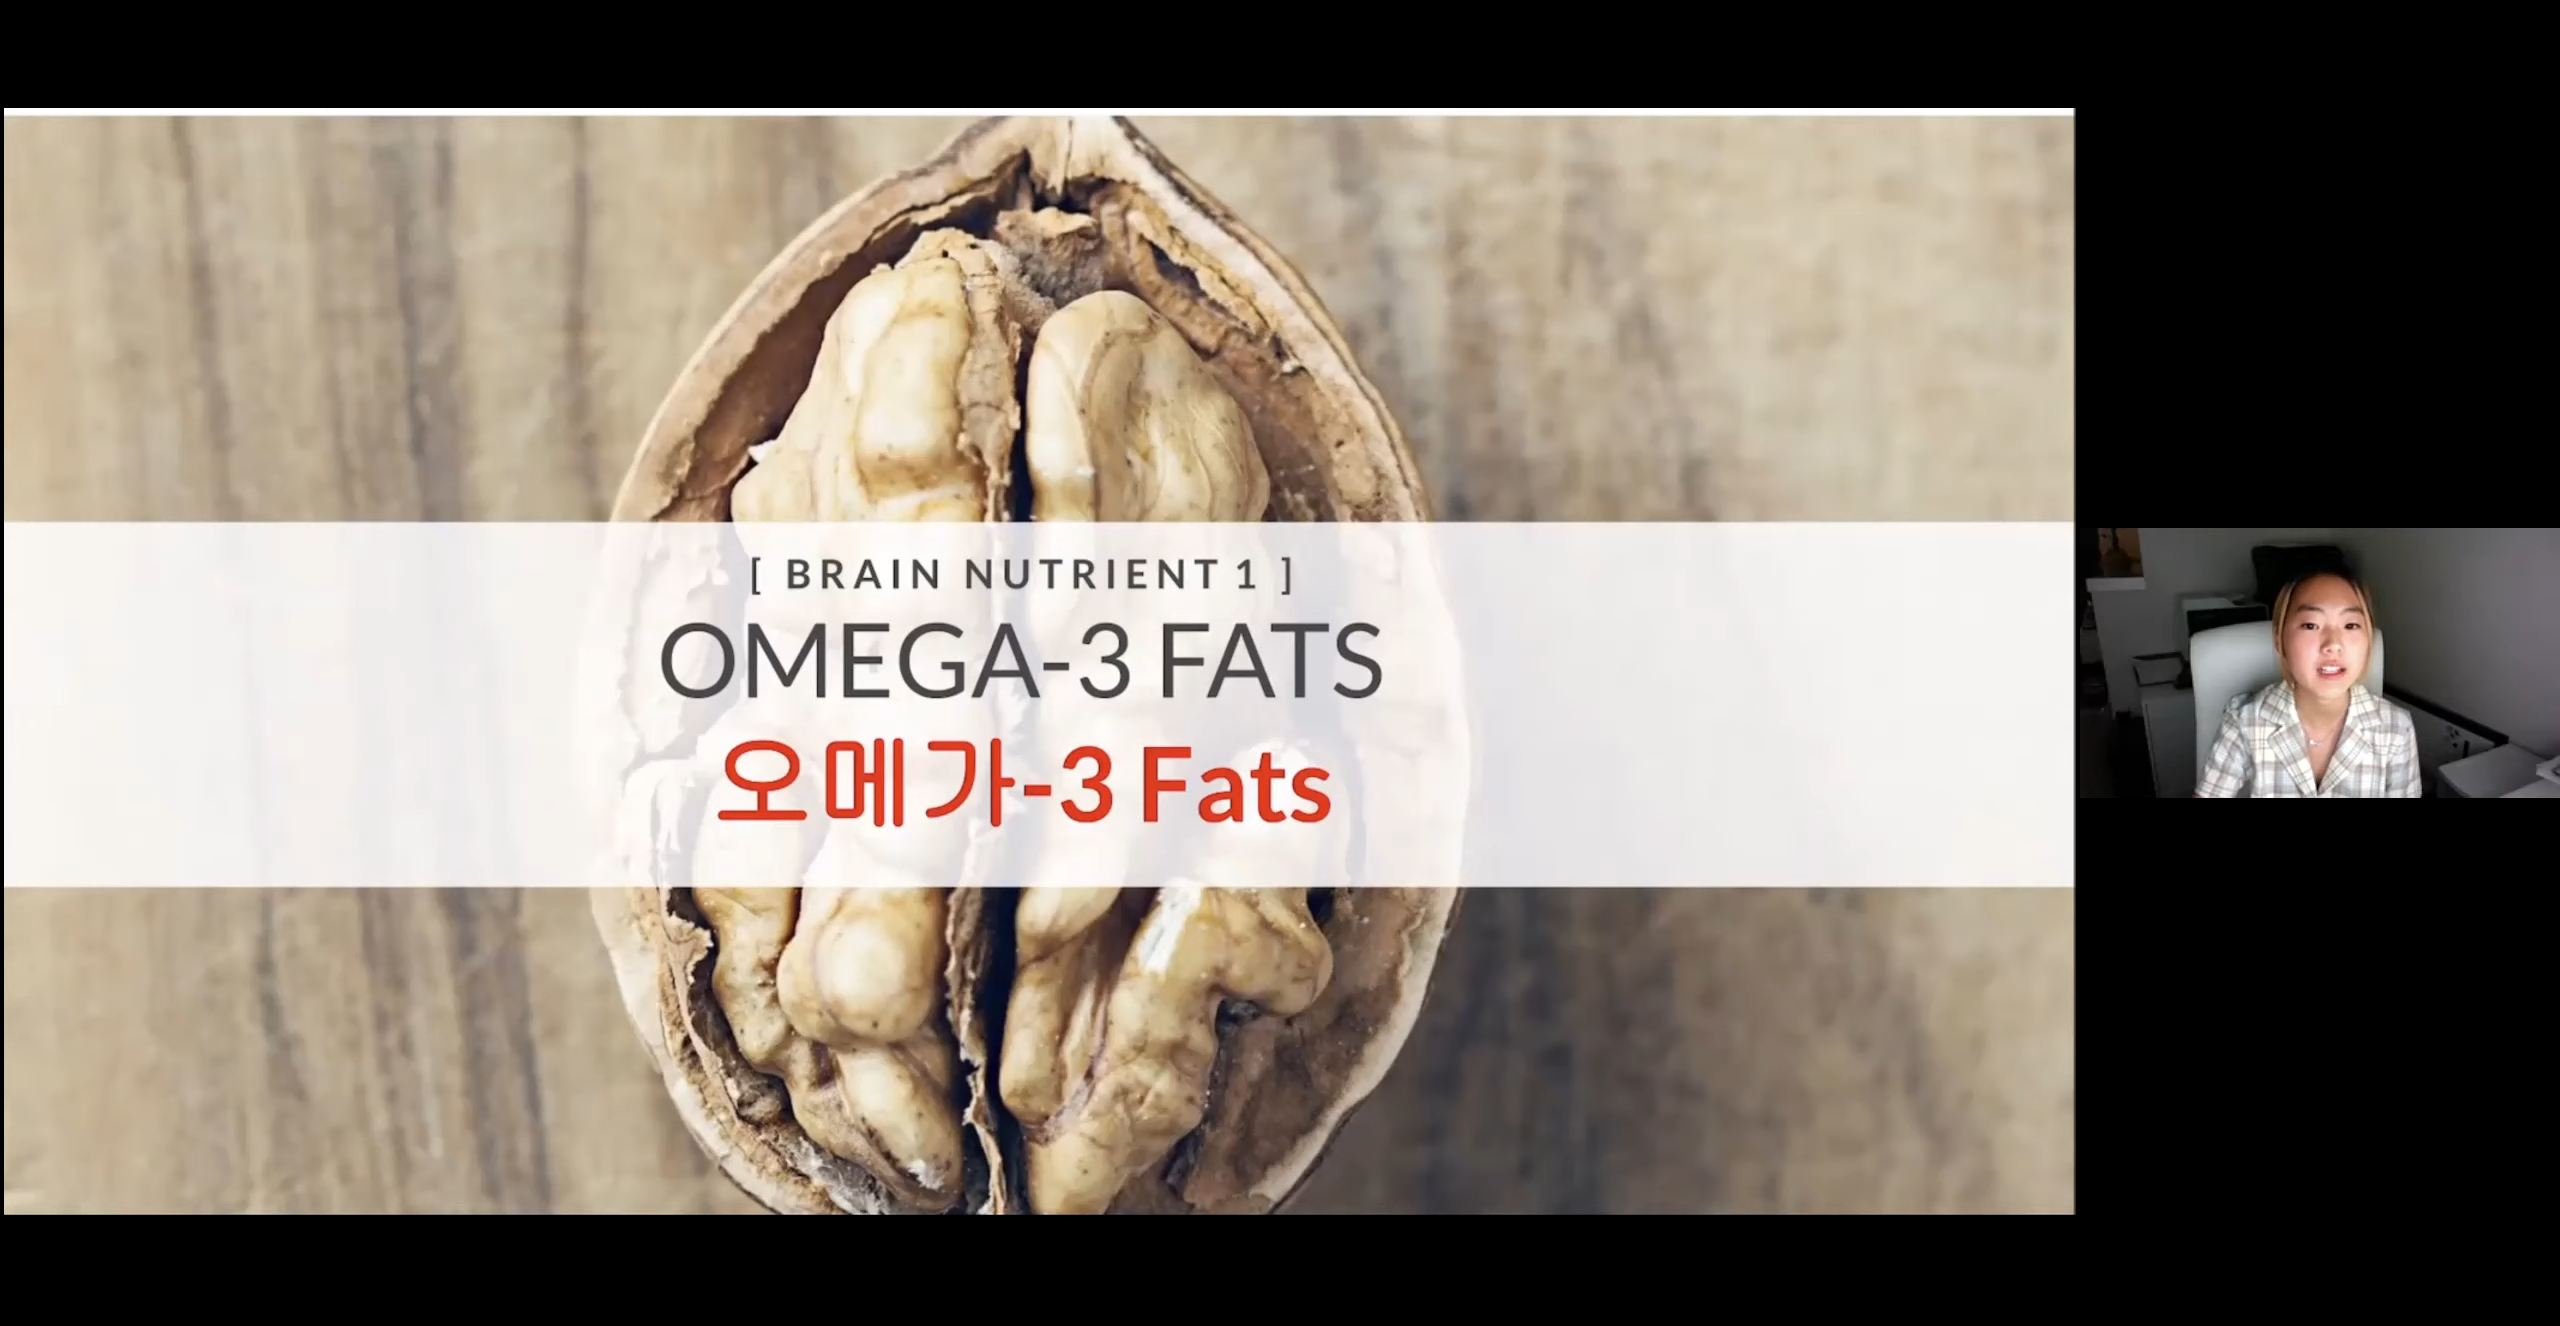 [ BRAIN NUTRIENT 1 ]
OMEGA-3 FATS
오메가-3 Fats